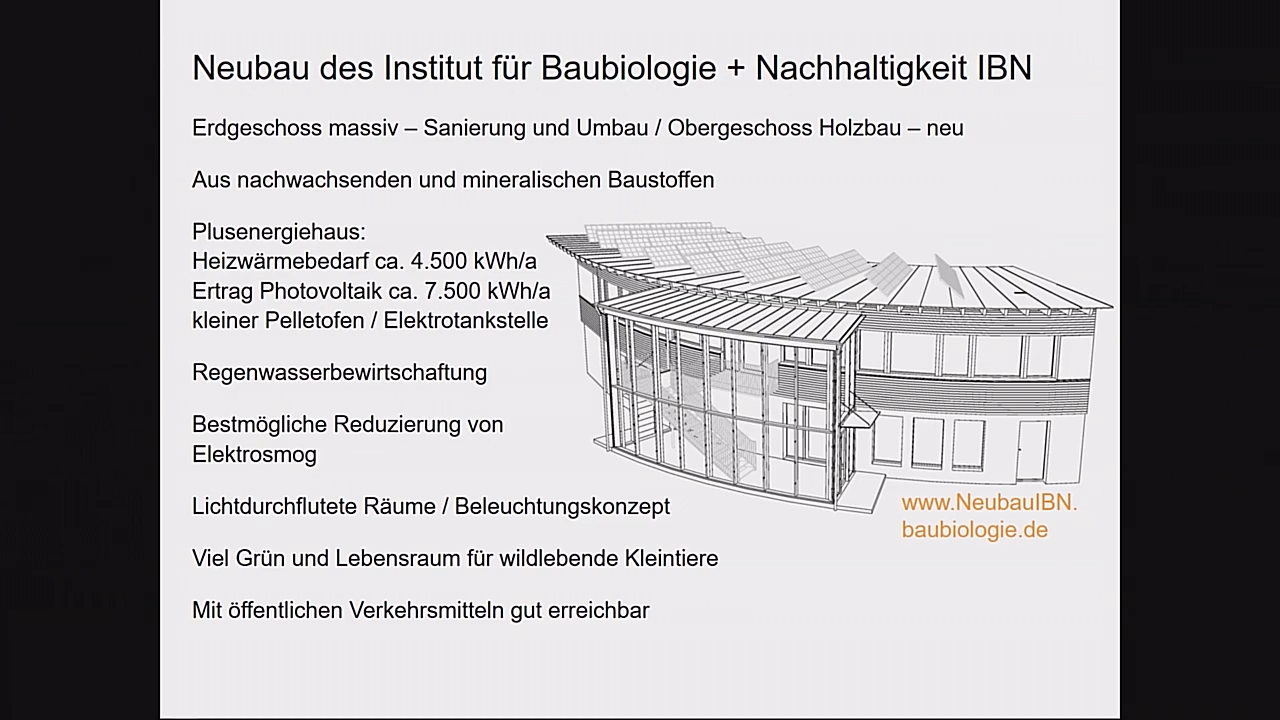 Neubau des Institut für Baubiologie + Nachhaltigkeit IBN
Erdgeschoss massiv – Sanierung und Umbau / Obergeschoss Holzbau – neu
Aus nachwachsenden und mineralischen Baustoffen
Plusenergiehaus:
Heizwärmebedarf ca. 4.500 kWh/a
Ertrag Photovoltaik ca. 7.500 kWh/a
kleiner Pelletofen / Elektrotankstelle
Regenwasserbewirtschaftung
Bestmögliche Reduzierung von
Elektrosmog
Lichtdurchflutete Räume / Beleuchtungskonzept
www.NeubauIBN.
baubiologie.de
Viel Grün und Lebensraum für wildlebende Kleintiere
Mit öffentlichen Verkehrsmitteln gut erreichbar